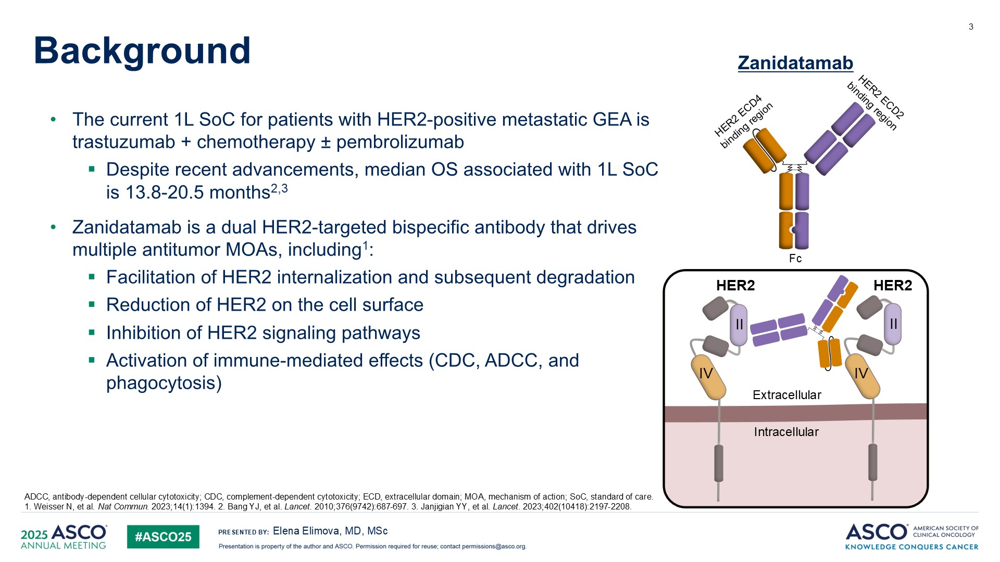 3
Background
• The current 1L SoC for patients with HER2-positive metastatic GEA is
trastuzumab + chemotherapy ± pembrolizumab
▪ Despite recent advancements, median OS associated with 1L SoC
is 13.8-20.5 months2,3
• Zanidatamab is a dual HER2-targeted bispecific antibody that drives
multiple antitumor MOAs, including1:
▪ Facilitation of HER2 internalization and subsequent degradation
▪ Reduction of HER2 on the cell surface
▪ Inhibition of HER2 signaling pathways
▪ Activation of immune-mediated effects (CDC, ADCC, and
phagocytosis)
Zanidatamab
HER2 ECD4
binding region
HER2 ECD2
binding region
Fc
HER2
HER2
II
II
IV
IV
Extracellular
Intracellular
ADCC, antibody-dependent cellular cytotoxicity; CDC, complement-dependent cytotoxicity; ECD, extracellular domain; MOA, mechanism of action; SoC, standard of care.
1. Weisser N, et al. Nat Commun. 2023;14(1):1394. 2. Bang YJ, et al. Lancet. 2010;376(9742):687-697. 3. Janjigian YY, et al. Lancet. 2023;402(10418):2197-2208.
2025 ASCO®
ANNUAL MEETING
#ASCO25
PRESENTED BY: Elena Elimova, MD, MSc
Presentation is property of the author and ASCO. Permission required for reuse; contact permissions@asco.org.
ASCO® AMERICAN SOCIETY OF
CLINICAL ONCOLOGY
KNOWLEDGE CONQUERS CANCER